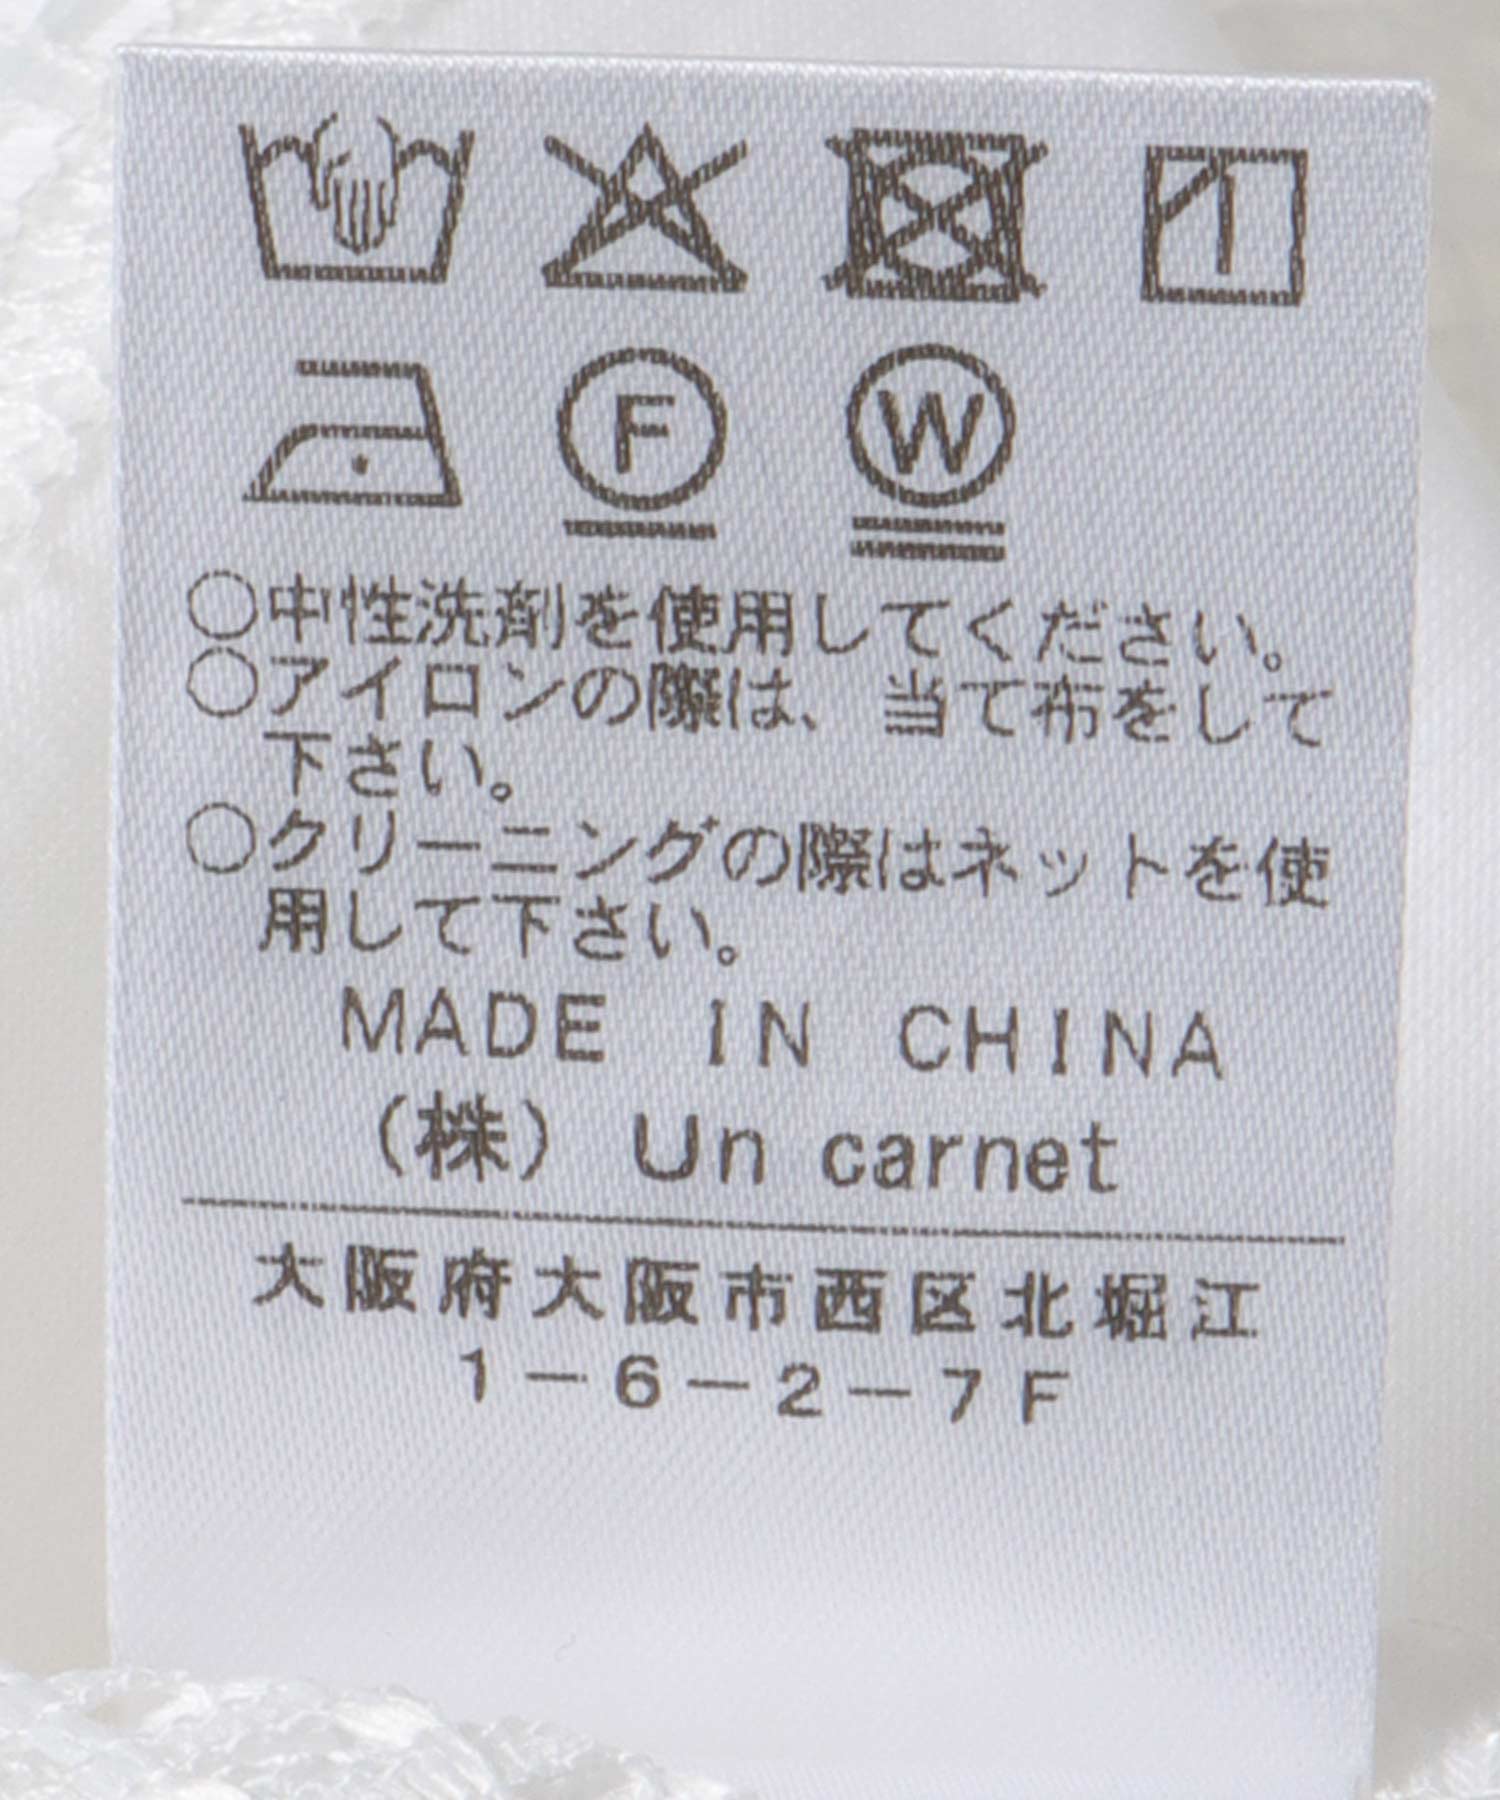 F W
○中性洗剤を使用してください。
○アイロンの際は、当て布をして
下さい。
○クリーニングの際はネットを使
用して下さい。
MADE IN CHINA
(株) Un carnet
大阪府大阪市西区北堀江
1-6-2-7F